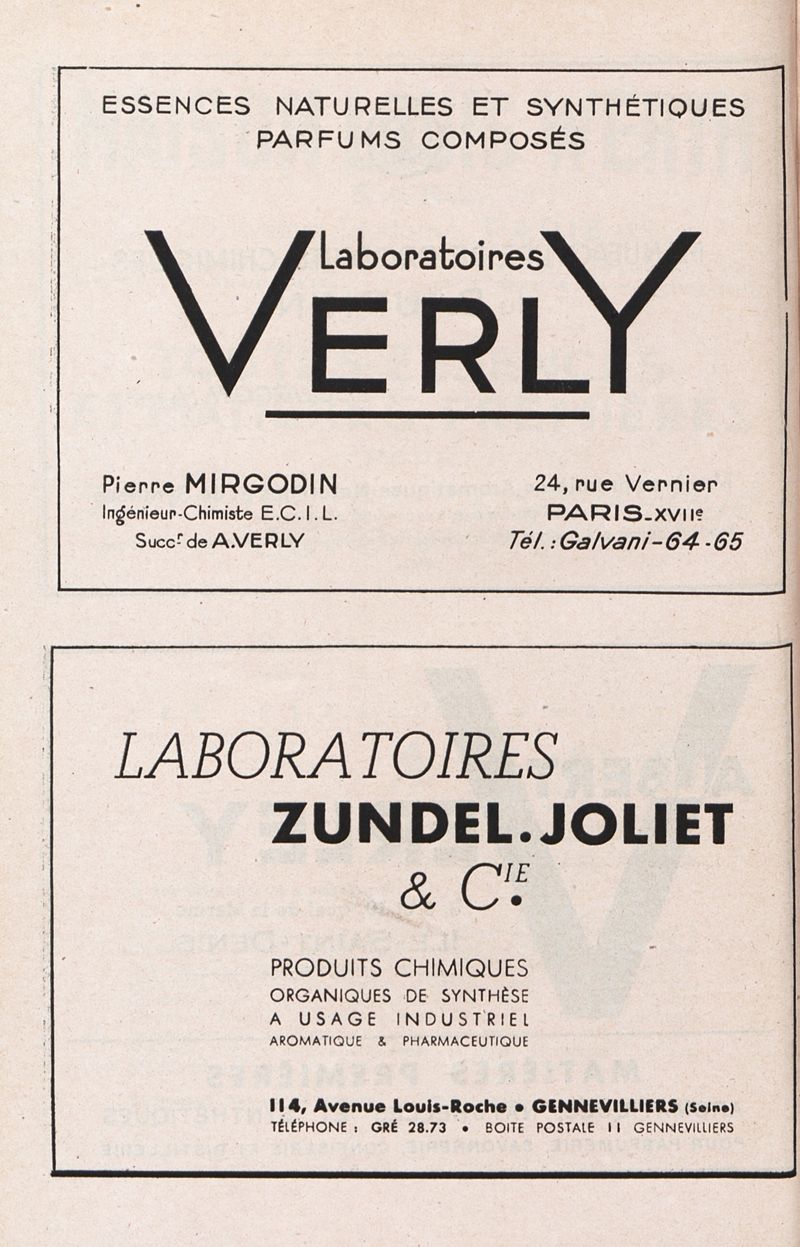 ESSENCES NATURELLES ET SYNTHÉTIQUES
PARFUMS COMPOSÉS
Laboratoires
VERLY
Pierre MIRGODIN
Ingénieur-Chimiste E.C.I.L.
Succr de A.VERLY
24, rue Vernier
PARIS-XVIIe
Tél.: Galvani-64-65
LABORATOIRES
ZUNDEL.JOLIET
& CIE.
PRODUITS CHIMIQUES
ORGANIQUES DE SYNTHÈSE
A USAGE INDUSTRIEL
AROMATIQUE & PHARMACEUTIQUE
114, Avenue Louis-Roche • GENNEVILLIERS (Seine)
TÉLÉPHONE : GRÉ 28.73 • BOITE POSTALE 11 GENNEVILLIERS